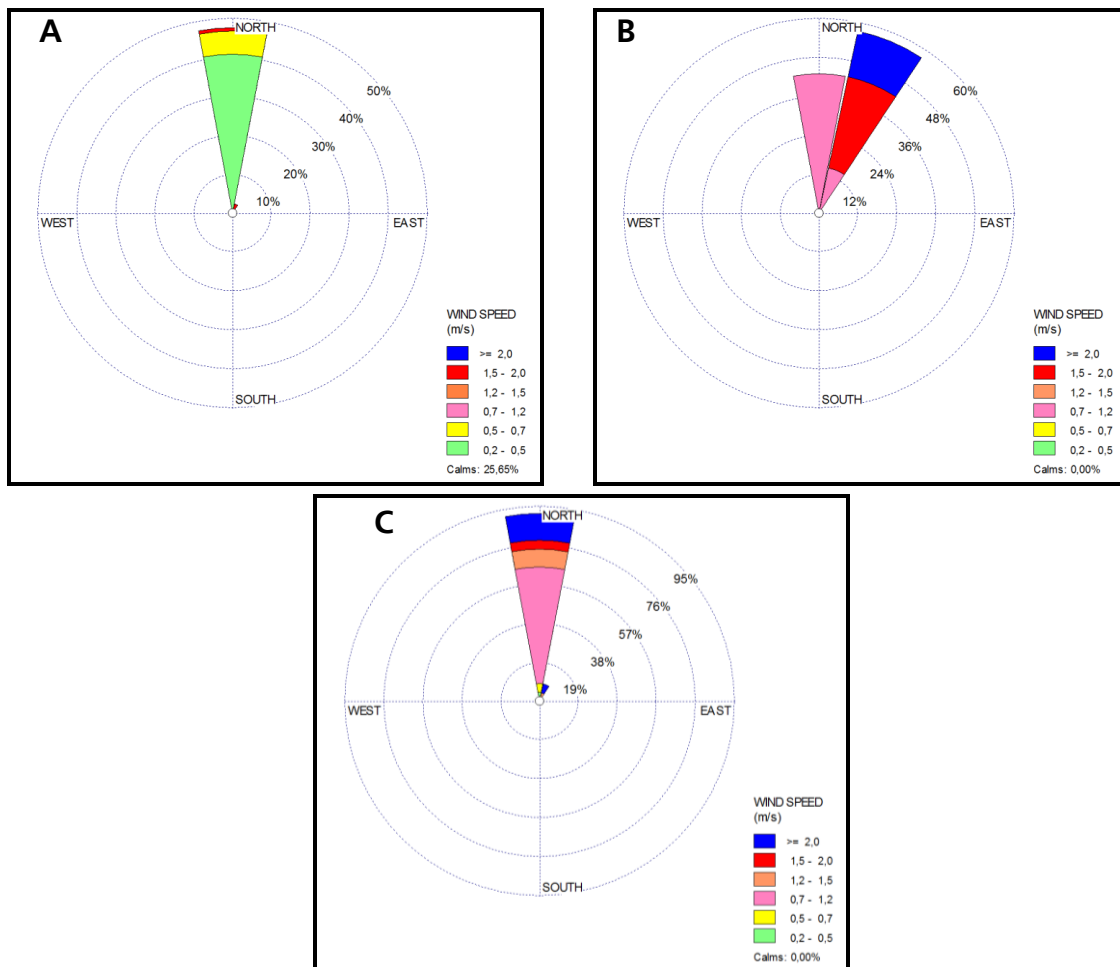 A
NORTH
50%
40%
30%
20%
10%
WEST
EAST
SOUTH
WIND SPEED
(m/s)
>= 2,0
1,5 - 2,0
1,2 - 1,5
0,7 - 1,2
0,5 - 0,7
0,2 - 0,5
Calms: 25,65%
B
NORTH
60%
48%
36%
24%
12%
WEST
EAST
SOUTH
WIND SPEED
(m/s)
>= 2,0
1,5 - 2,0
1,2 - 1,5
0,7 - 1,2
0,5 - 0,7
0,2 - 0,5
Calms: 0,00%
C
NORTH
95%
76%
57%
38%
19%
WEST
EAST
SOUTH
WIND SPEED
(m/s)
>= 2,0
1,5 - 2,0
1,2 - 1,5
0,7 - 1,2
0,5 - 0,7
0,2 - 0,5
Calms: 0,00%